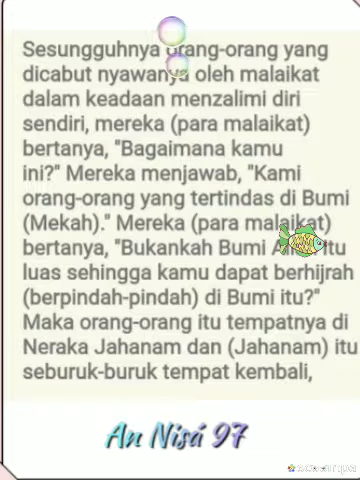 Sesungguhnya orang-orang yang
dicabut nyawanya oleh malaikat
dalam keadaan menzalimi diri
sendiri, mereka (para malaikat)
bertanya, "Bagaimana kamu
ini?" Mereka menjawab, "Kami
orang-orang yang tertindas di Bumi
(Mekah)." Mereka (para malaikat)
bertanya, "Bukankah Bumi itu
luas sehingga kamu dapat berhijrah
(berpindah-pindah) di Bumi itu?"
Maka orang-orang itu tempatnya di
Neraka Jahanam dan (Jahanam) itu
seburuk-buruk tempat kembali,
An Nisá 97